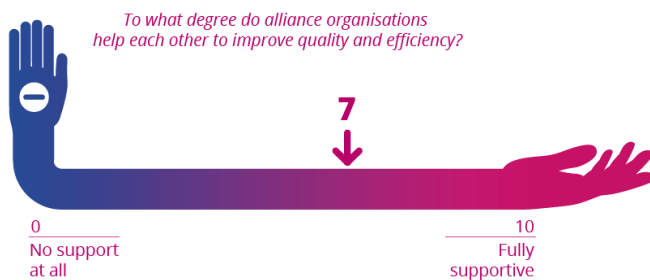 To what degree do alliance organisations
help each other to improve quality and efficiency?
7
0
10
No support
at all
Fully
supportive